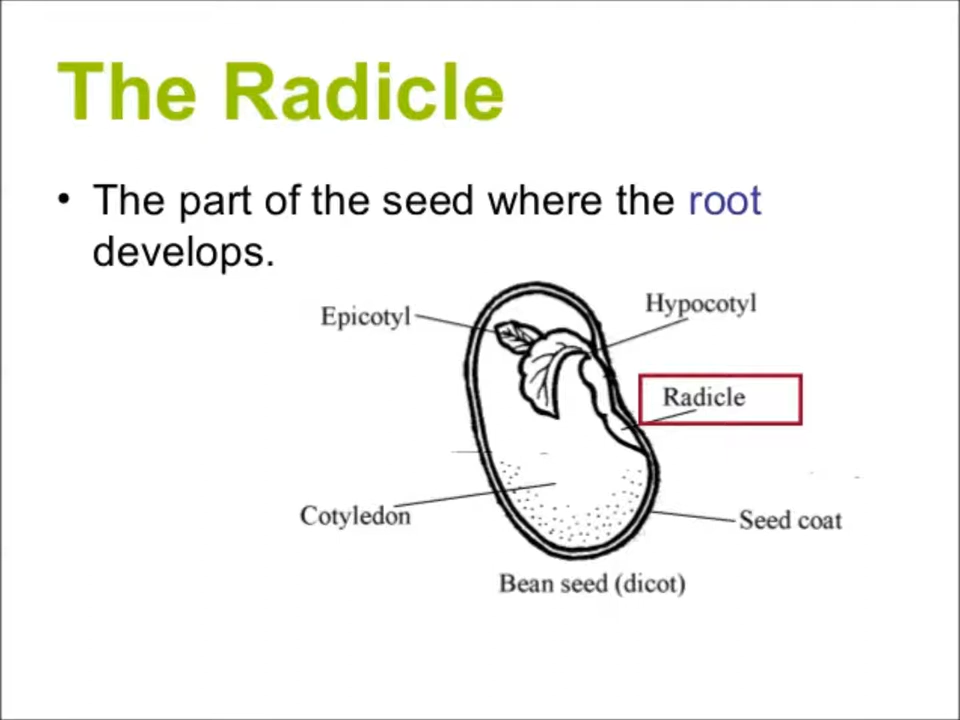 The Radicle
• The part of the seed where the root
develops.
Hypocotyl
Epicotyl
Radicle
Cotyledon
Seed coat
Bean seed (dicot)